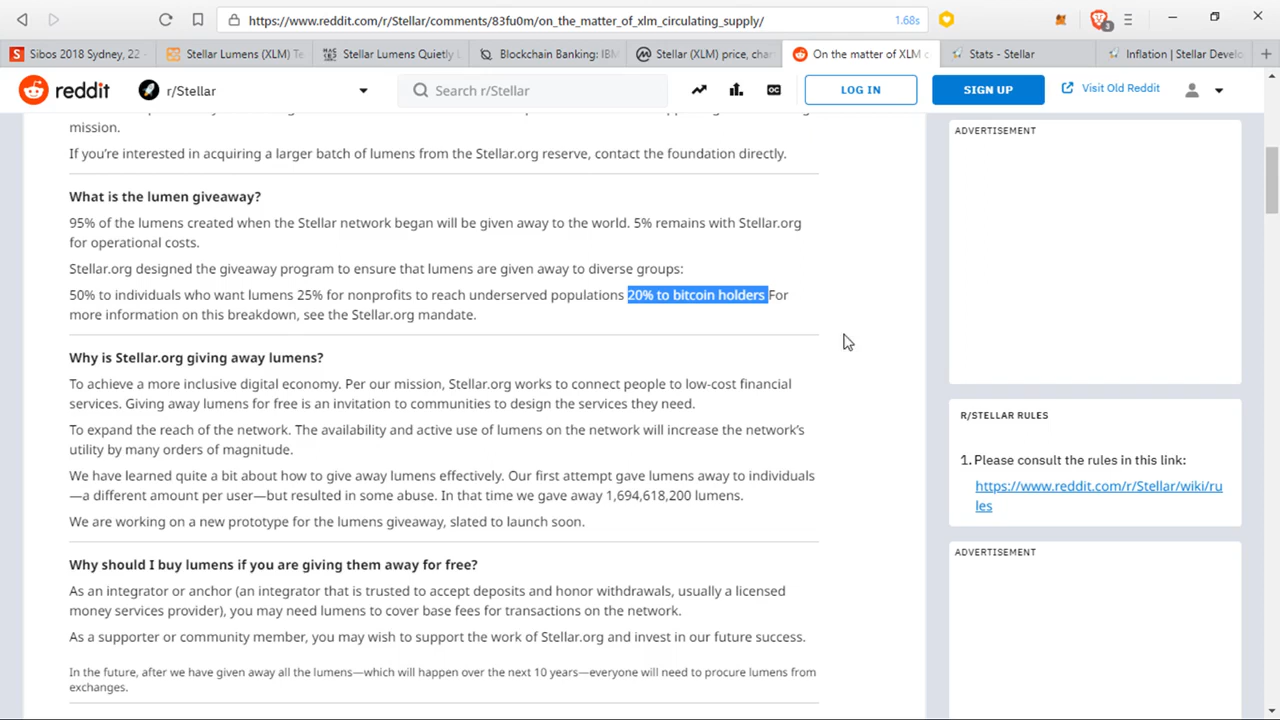 https://www.reddit.com/r/Stellar/comments/83fu0m/on_the_matter_of_xlm_circulating_supply/
1.68s
3
Sibos 2018 Sydney, 22
Stellar Lumens (XLM) Te
Stellar Lumens Quietly
Blockchain Banking: IBM
Stellar (XLM) price, cha
On the matter of XLM c
Stats - Stellar
Inflation | Stellar Develo
reddit
r/Stellar
Search r/Stellar
LOG IN
SIGN UP
Visit Old Reddit
mission.
If you’re interested in acquiring a larger batch of lumens from the Stellar.org reserve, contact the foundation directly.
What is the lumen giveaway?
95% of the lumens created when the Stellar network began will be given away to the world. 5% remains with Stellar.org
for operational costs.
Stellar.org designed the giveaway program to ensure that lumens are given away to diverse groups:
50% to individuals who want lumens 25% for nonprofits to reach underserved populations 20% to bitcoin holders For
more information on this breakdown, see the Stellar.org mandate.
Why is Stellar.org giving away lumens?
To achieve a more inclusive digital economy. Per our mission, Stellar.org works to connect people to low-cost financial
services. Giving away lumens for free is an invitation to communities to design the services they need.
To expand the reach of the network. The availability and active use of lumens on the network will increase the network’s
utility by many orders of magnitude.
We have learned quite a bit about how to give away lumens effectively. Our first attempt gave lumens away to individuals
—a different amount per user—but resulted in some abuse. In that time we gave away 1,694,618,200 lumens.
We are working on a new prototype for the lumens giveaway, slated to launch soon.
Why should I buy lumens if you are giving them away for free?
As an integrator or anchor (an integrator that is trusted to accept deposits and honor withdrawals, usually a licensed
money services provider), you may need lumens to cover base fees for transactions on the network.
As a supporter or community member, you may wish to support the work of Stellar.org and invest in our future success.
In the future, after we have given away all the lumens—which will happen over the next 10 years—everyone will need to procure lumens from
exchanges.
ADVERTISEMENT
R/STELLAR RULES
1. Please consult the rules in this link:
https://www.reddit.com/r/Stellar/wiki/ru
les
ADVERTISEMENT